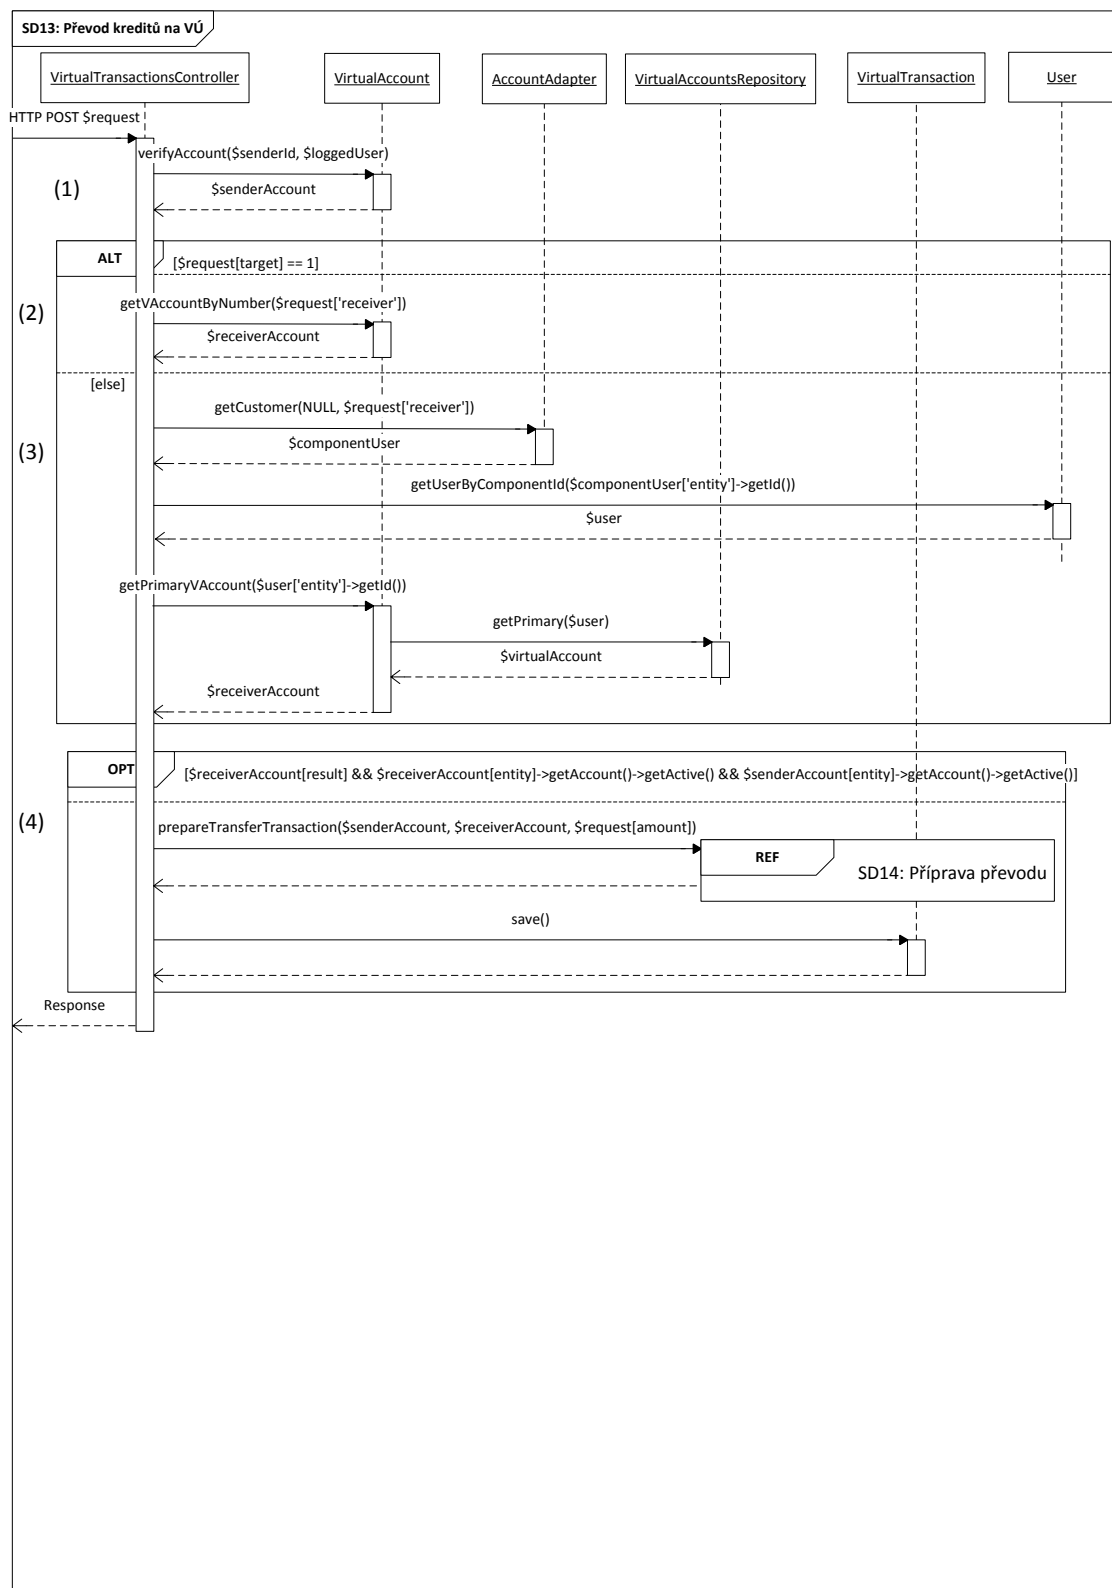 SD13: Převod kreditů na VÚ
VirtualTransactionsController
VirtualAccount
AccountAdapter
VirtualAccountsRepository
VirtualTransaction
User
HTTP POST $request
verifyAccount($senderId, $loggedUser)
(1)
$senderAccount
ALT
[$request[target] == 1]
(2)
getVAccountByNumber($request['receiver'])
$receiverAccount
[else]
getCustomer(NULL, $request['receiver'])
(3)
$componentUser
getUserByComponentId($componentUser['entity']->getId())
$user
getPrimaryVAccount($user['entity']->getId())
getPrimary($user)
$virtualAccount
$receiverAccount
OPT
[$receiverAccount[result] && $receiverAccount[entity]->getAccount()->getActive() && $senderAccount[entity]->getAccount()->getActive()]
(4)
prepareTransferTransaction($senderAccount, $receiverAccount, $request[amount])
REF
SD14: Příprava převodu
save()
Response